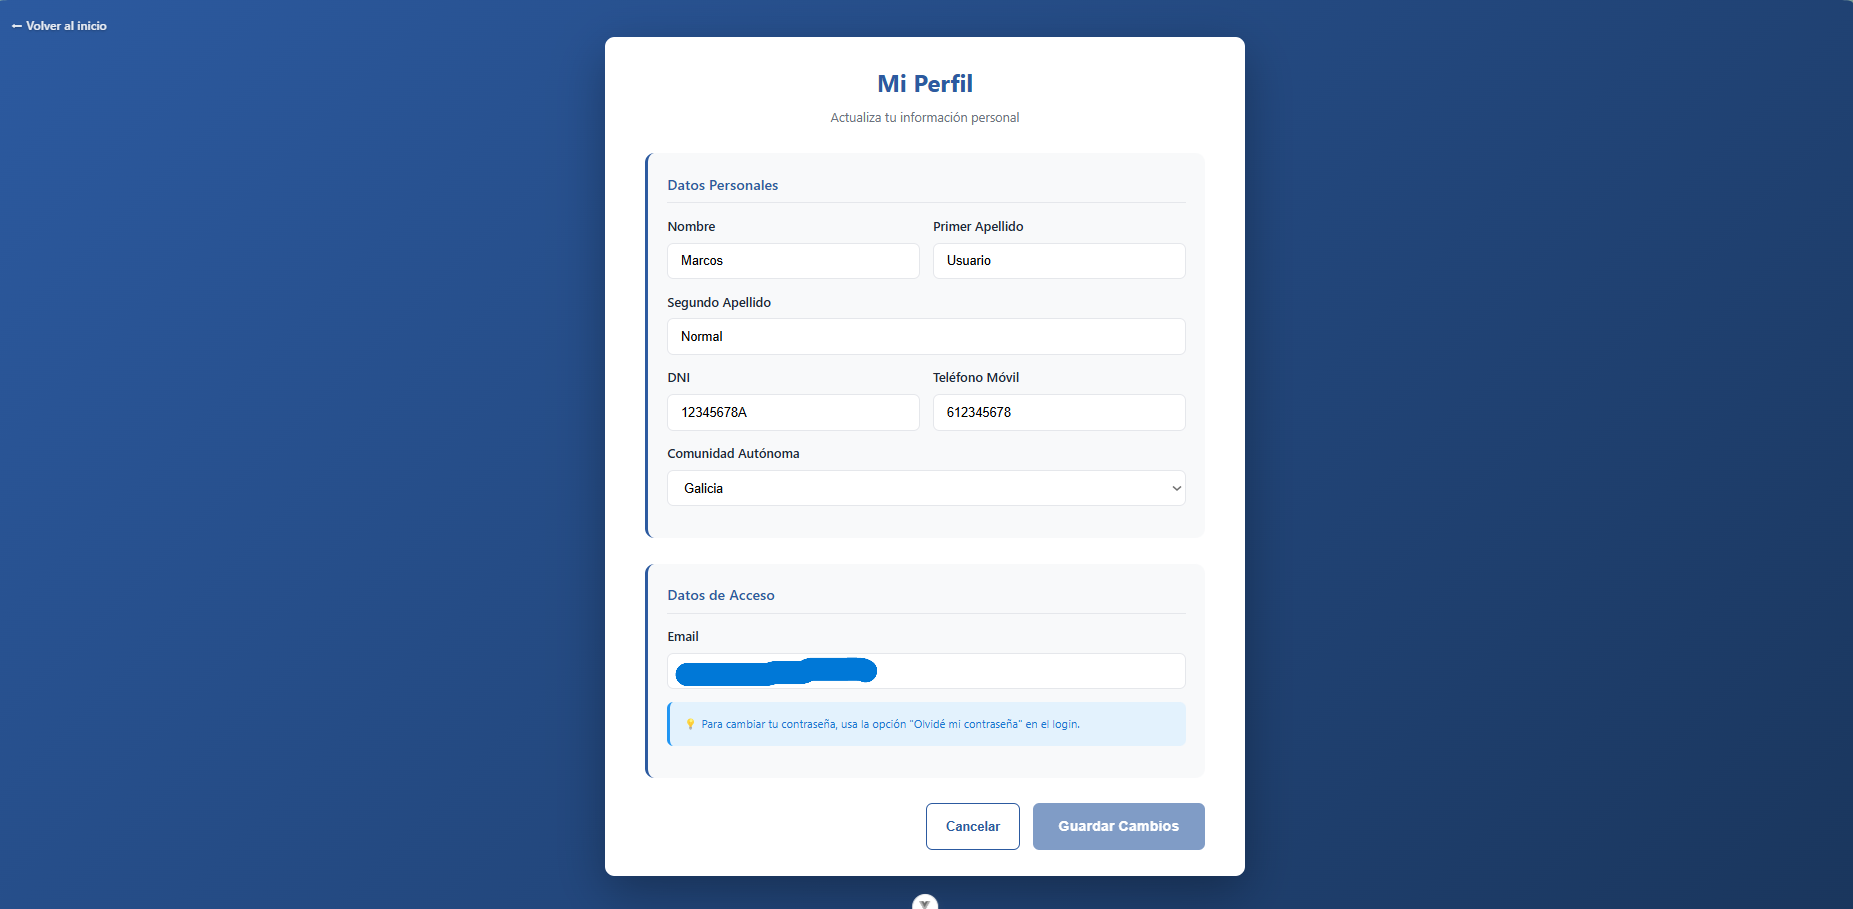 ← Volver al inicio
Mi Perfil
Actualiza tu información personal
Datos Personales
Nombre
Primer Apellido
Marcos
Usuario
Segundo Apellido
Normal
DNI
Teléfono Móvil
12345678A
612345678
Comunidad Autónoma
Galicia
Datos de Acceso
Email
💡 Para cambiar tu contraseña, usa la opción "Olvidé mi contraseña" en el login.
Cancelar
Guardar Cambios